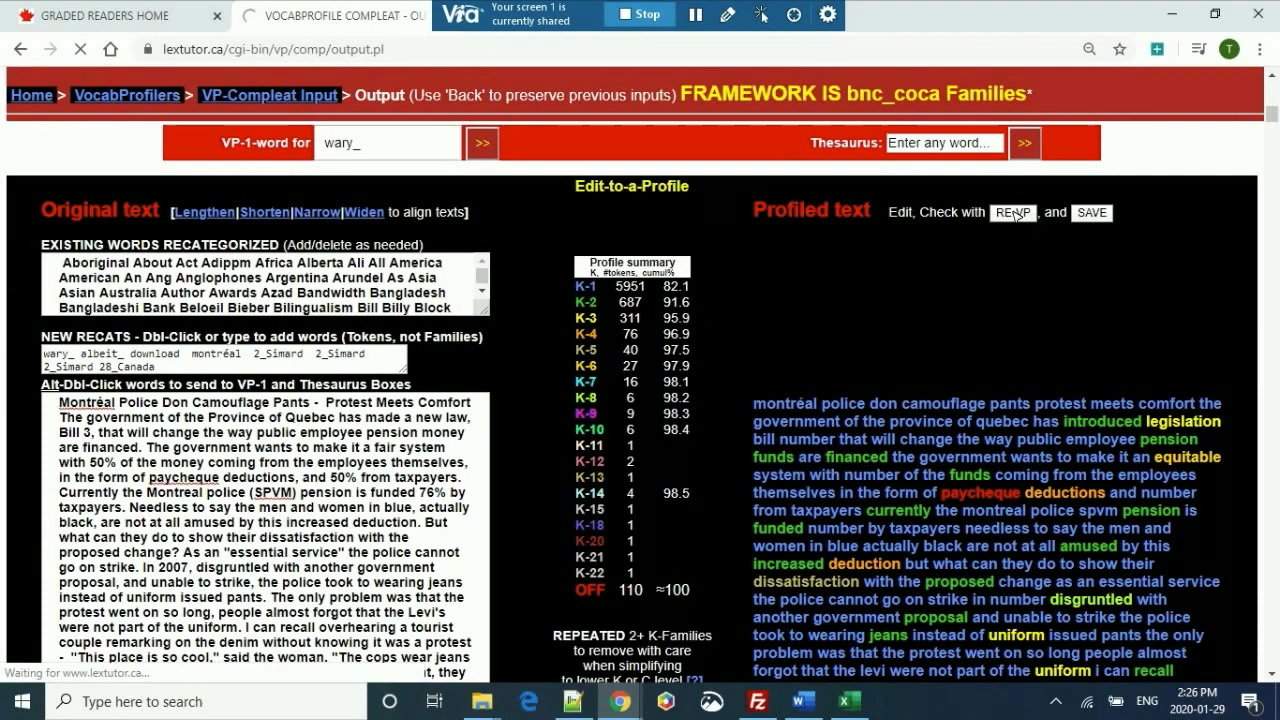 GRADED READERS HOME
VOCABPROFILE COMPLEAT - OU
Via
Your screen 1 is currently shared
Stop
lextutor.ca/cgi-bin/vp/comp/output.pl
T
Home > VocabProfilers > VP-Compleat Input > Output (Use 'Back' to preserve previous inputs) FRAMEWORK IS bnc_coca Families*
VP-1-word for wary_ >> Thesaurus: Enter any word... >>
Edit-to-a-Profile
Original text [Lengthen|Shorten|Narrow|Widen to align texts]
EXISTING WORDS RECATEGORIZED (Add/delete as needed)
Aboriginal About Act Adippm Africa Alberta Ali All America
American An Ang Anglophones Argentina Arundel As Asia
Asian Australia Author Awards Azad Bandwidth Bangladesh
Bangladeshi Bank Beloeil Bieber Bilingualism Bill Billy Block
NEW RECATS - Dbl-Click or type to add words (Tokens, not Families)
wary_ albeit_ download montréal 2_Simard 2_Simard
2_Simard 28_Canada
Alt-Dbl-Click words to send to VP-1 and Thesaurus Boxes
Montréal Police Don Camouflage Pants - Protest Meets Comfort
The government of the Province of Quebec has made a new law,
Bill 3, that will change the way public employee pension money
are financed. The government wants to make it a fair system
with 50% of the money coming from the employees themselves,
in the form of paycheque deductions, and 50% from taxpayers.
Currently the Montreal police (SPVM) pension is funded 76% by
taxpayers. Needless to say the men and women in blue, actually
black, are not at all amused by this increased deduction. But
what can they do to show their dissatisfaction with the
proposed change? As an "essential service" the police cannot
go on strike. In 2007, disgruntled with another government
proposal, and unable to strike, the police took to wearing jeans
instead of uniform issued pants. The only problem was that the
protest went on so long, people almost forgot that the Levi's
were not part of the uniform. I can recall overhearing a tourist
couple remarking on the denim without knowing it was a protest
- "This place is so cool," said the woman. "The cops wear jeans
t, they
Profile summary
K, #tokens, cumul%
K-1 5951 82.1
K-2 687 91.6
K-3 311 95.9
K-4 76 96.9
K-5 40 97.5
K-6 27 97.9
K-7 16 98.1
K-8 6 98.2
K-9 9 98.3
K-10 6 98.4
K-11 1
K-12 2
K-13 1
K-14 4 98.5
K-15 1
K-18 1
K-20 1
K-21 1
K-22 1
OFF 110 ≈100
REPEATED 2+ K-Families
to remove with care
when simplifying
to lower K or C level [?]
Profiled text Edit, Check with RE-VP, and SAVE
montréal police don camouflage pants protest meets comfort the
government of the province of quebec has introduced legislation
bill number that will change the way public employee pension
funds are financed the government wants to make it an equitable
system with number of the funds coming from the employees
themselves in the form of paycheque deductions and number
from taxpayers currently the montreal police spvm pension is
funded number by taxpayers needless to say the men and
women in blue actually black are not at all amused by this
increased deduction but what can they do to show their
dissatisfaction with the proposed change as an essential service
the police cannot go on strike in number disgruntled with
another government proposal and unable to strike the police
took to wearing jeans instead of uniform issued pants the only
problem was that the protest went on so long people almost
forgot that the levi were not part of the uniform i can recall
Waiting for www.lextutor.ca...
Type here to search
ENG
2:26 PM
2020-01-29
1